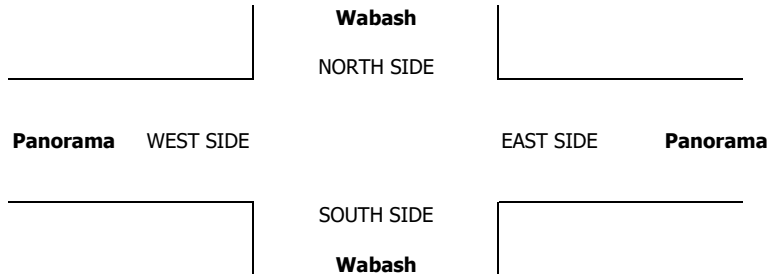 Wabash
NORTH SIDE
Panorama WEST SIDE EAST SIDE Panorama
SOUTH SIDE
Wabash